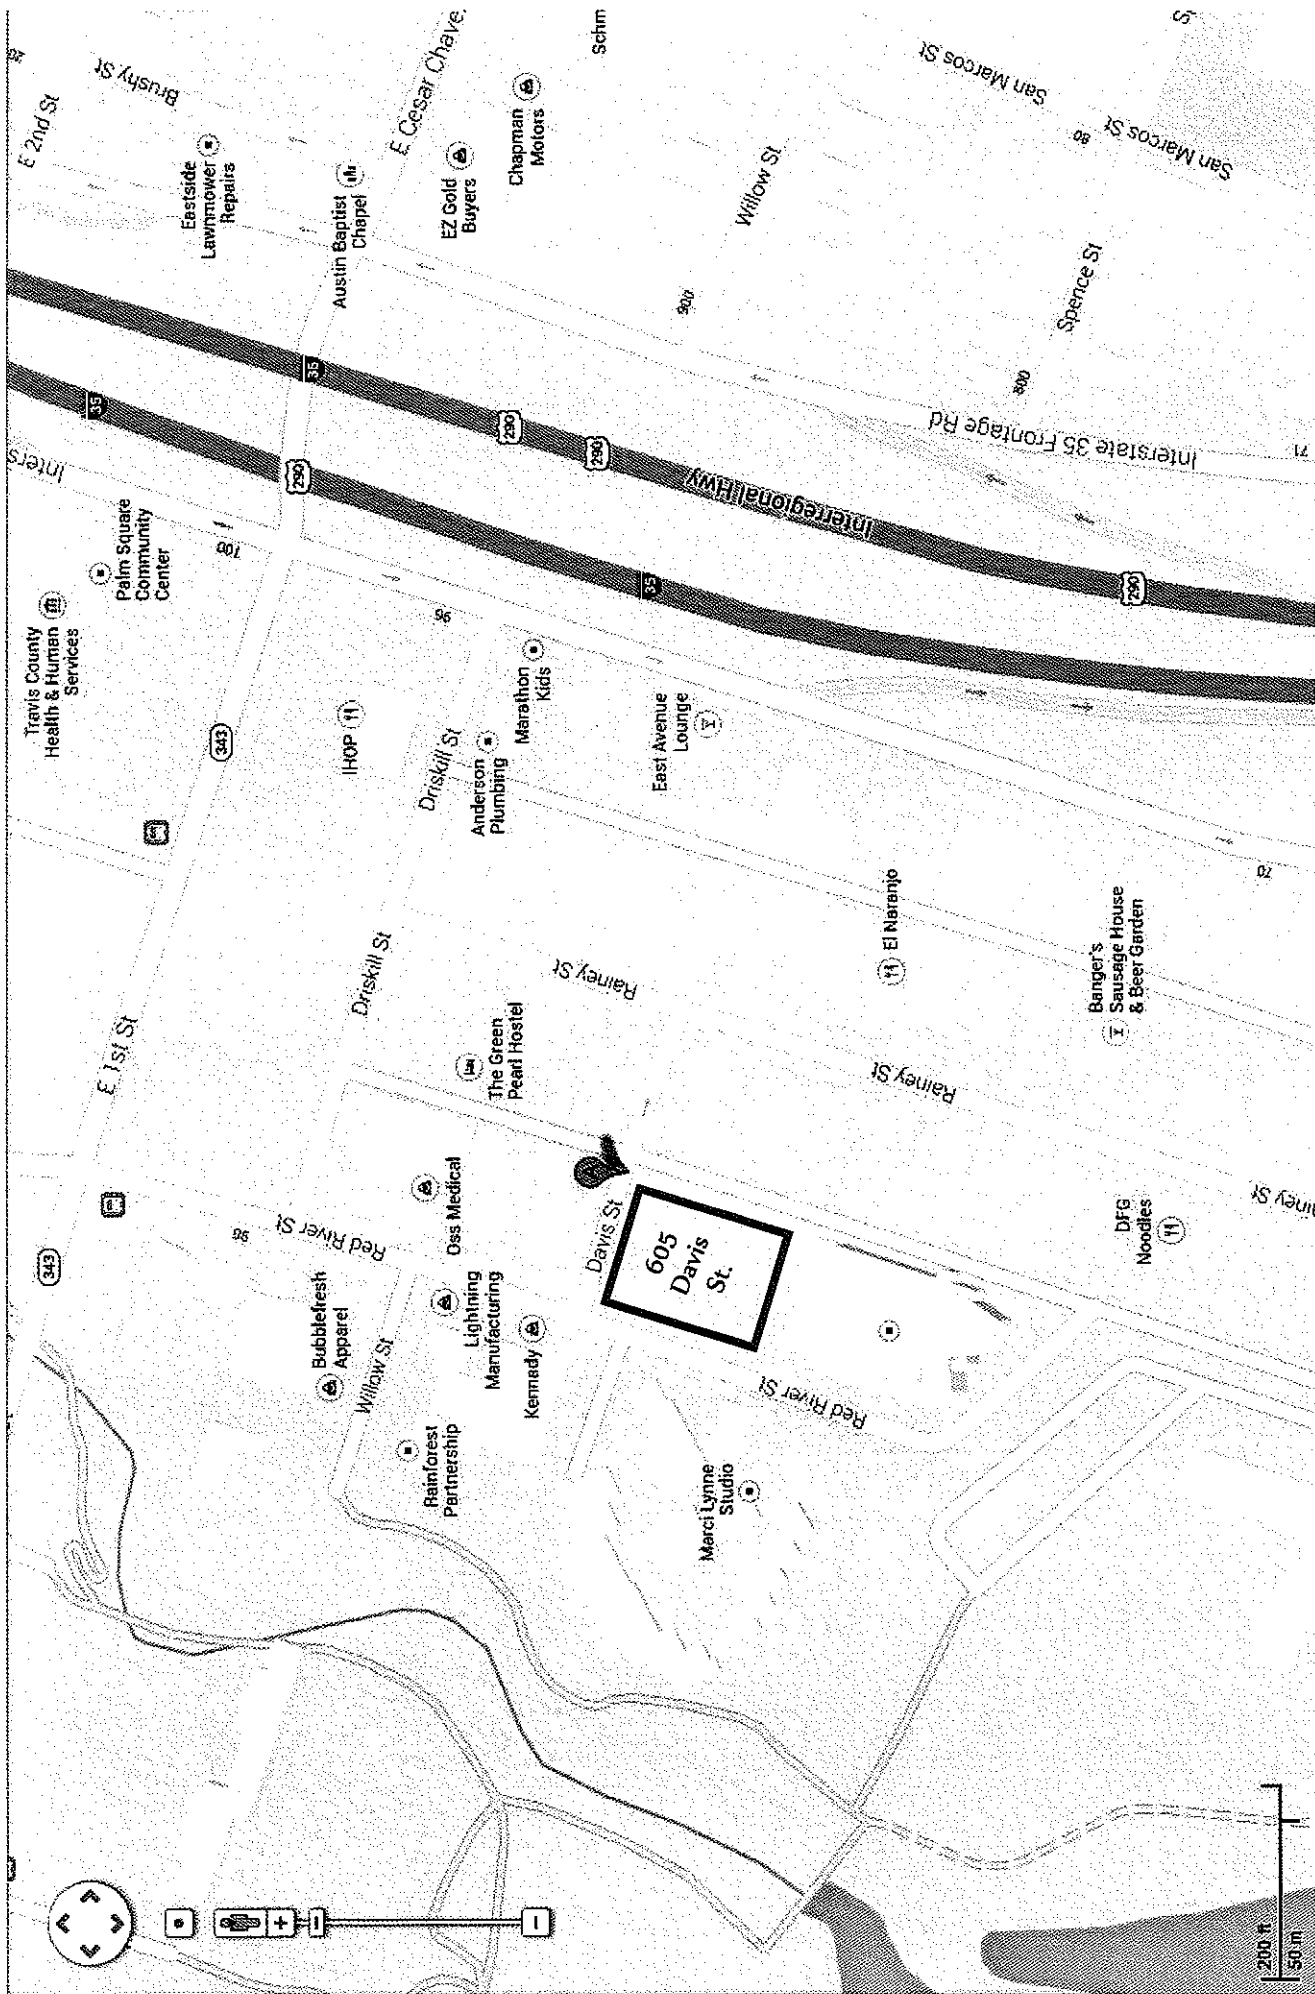 E 2nd St
Brushy St
Eastside
Lawnmower
Repairs
E Cesar Chave
Austin Baptist
Chapel
EZ Gold
Buyers
Chapman
Motors
Schm
Willow St
900
San Marcos St
San Marcos St
80
Spence St
800
Interstate 35 Frontage Rd
71
Inters
35
35
290
290
290
Interregional Hwy
35
290
Travis County
Health & Human
Services
Palm Square
Community
Center
700
96
343
IHOP
Driskill St
Anderson
Plumbing
Marathon
Kids
East Avenue
Lounge
70
E 1st St
Driskill St
The Green
Pearl Hostel
Rainey St
El Naranjo
Banger's
Sausage House
& Beer Garden
Rainey St
343
96
Red River St
Oss Medical
Davis St
605
Davis
St.
DFG
Noodles
Rainey St
Bubblefresh
Apparel
Willow St
Lightning
Manufacturing
Kennady
Rainforest
Partnership
Red River St
Marci Lynne
Studio
200 ft
50 m